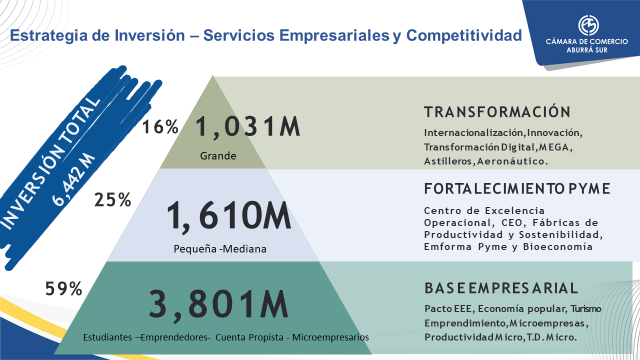 Estrategia de Inversión – Servicios Empresariales y Competitividad
CÁMARA DE COMERCIO
ABURRÁ SUR
INVERSIÓN TOTAL
6,442 M
16%
1,031M
Grande
TRANSFORMACIÓN
Internacionalización, Innovación,
Transformación Digital, MEGA,
Astilleros, Aeronáutico.
25%
1,610M
Pequeña -Mediana
FORTALECIMIENTO PYME
Centro de Excelencia
Operacional, CEO, Fábricas de
Productividad y Sostenibilidad,
Emforma Pyme y Bioeconomía
59%
3,801M
Estudiantes –Emprendedores- Cuenta Propista - Microempresarios
BASE EMPRESARIAL
Pacto EEE, Economía popular, Turismo
Emprendimiento, Microempresas,
Productividad Micro, T.D. Micro.